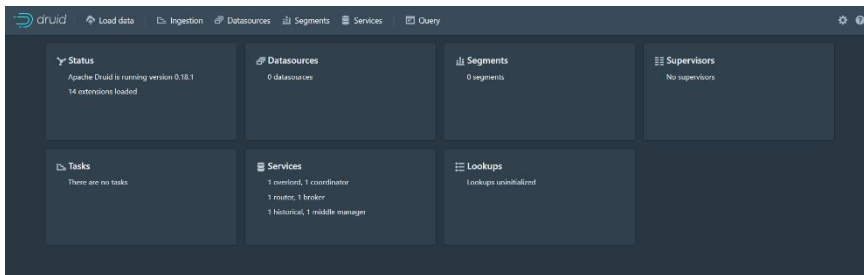 druid Load data Ingestion Datasources Segments Services Query
Status
Apache Druid is running version 0.18.1
14 extensions loaded
Datasources
0 datasources
Segments
0 segments
Supervisors
No supervisors
Tasks
There are no tasks
Services
1 overlord, 1 coordinator
1 router, 1 broker
1 historical, 1 middle manager
Lookups
Lookups uninitialized